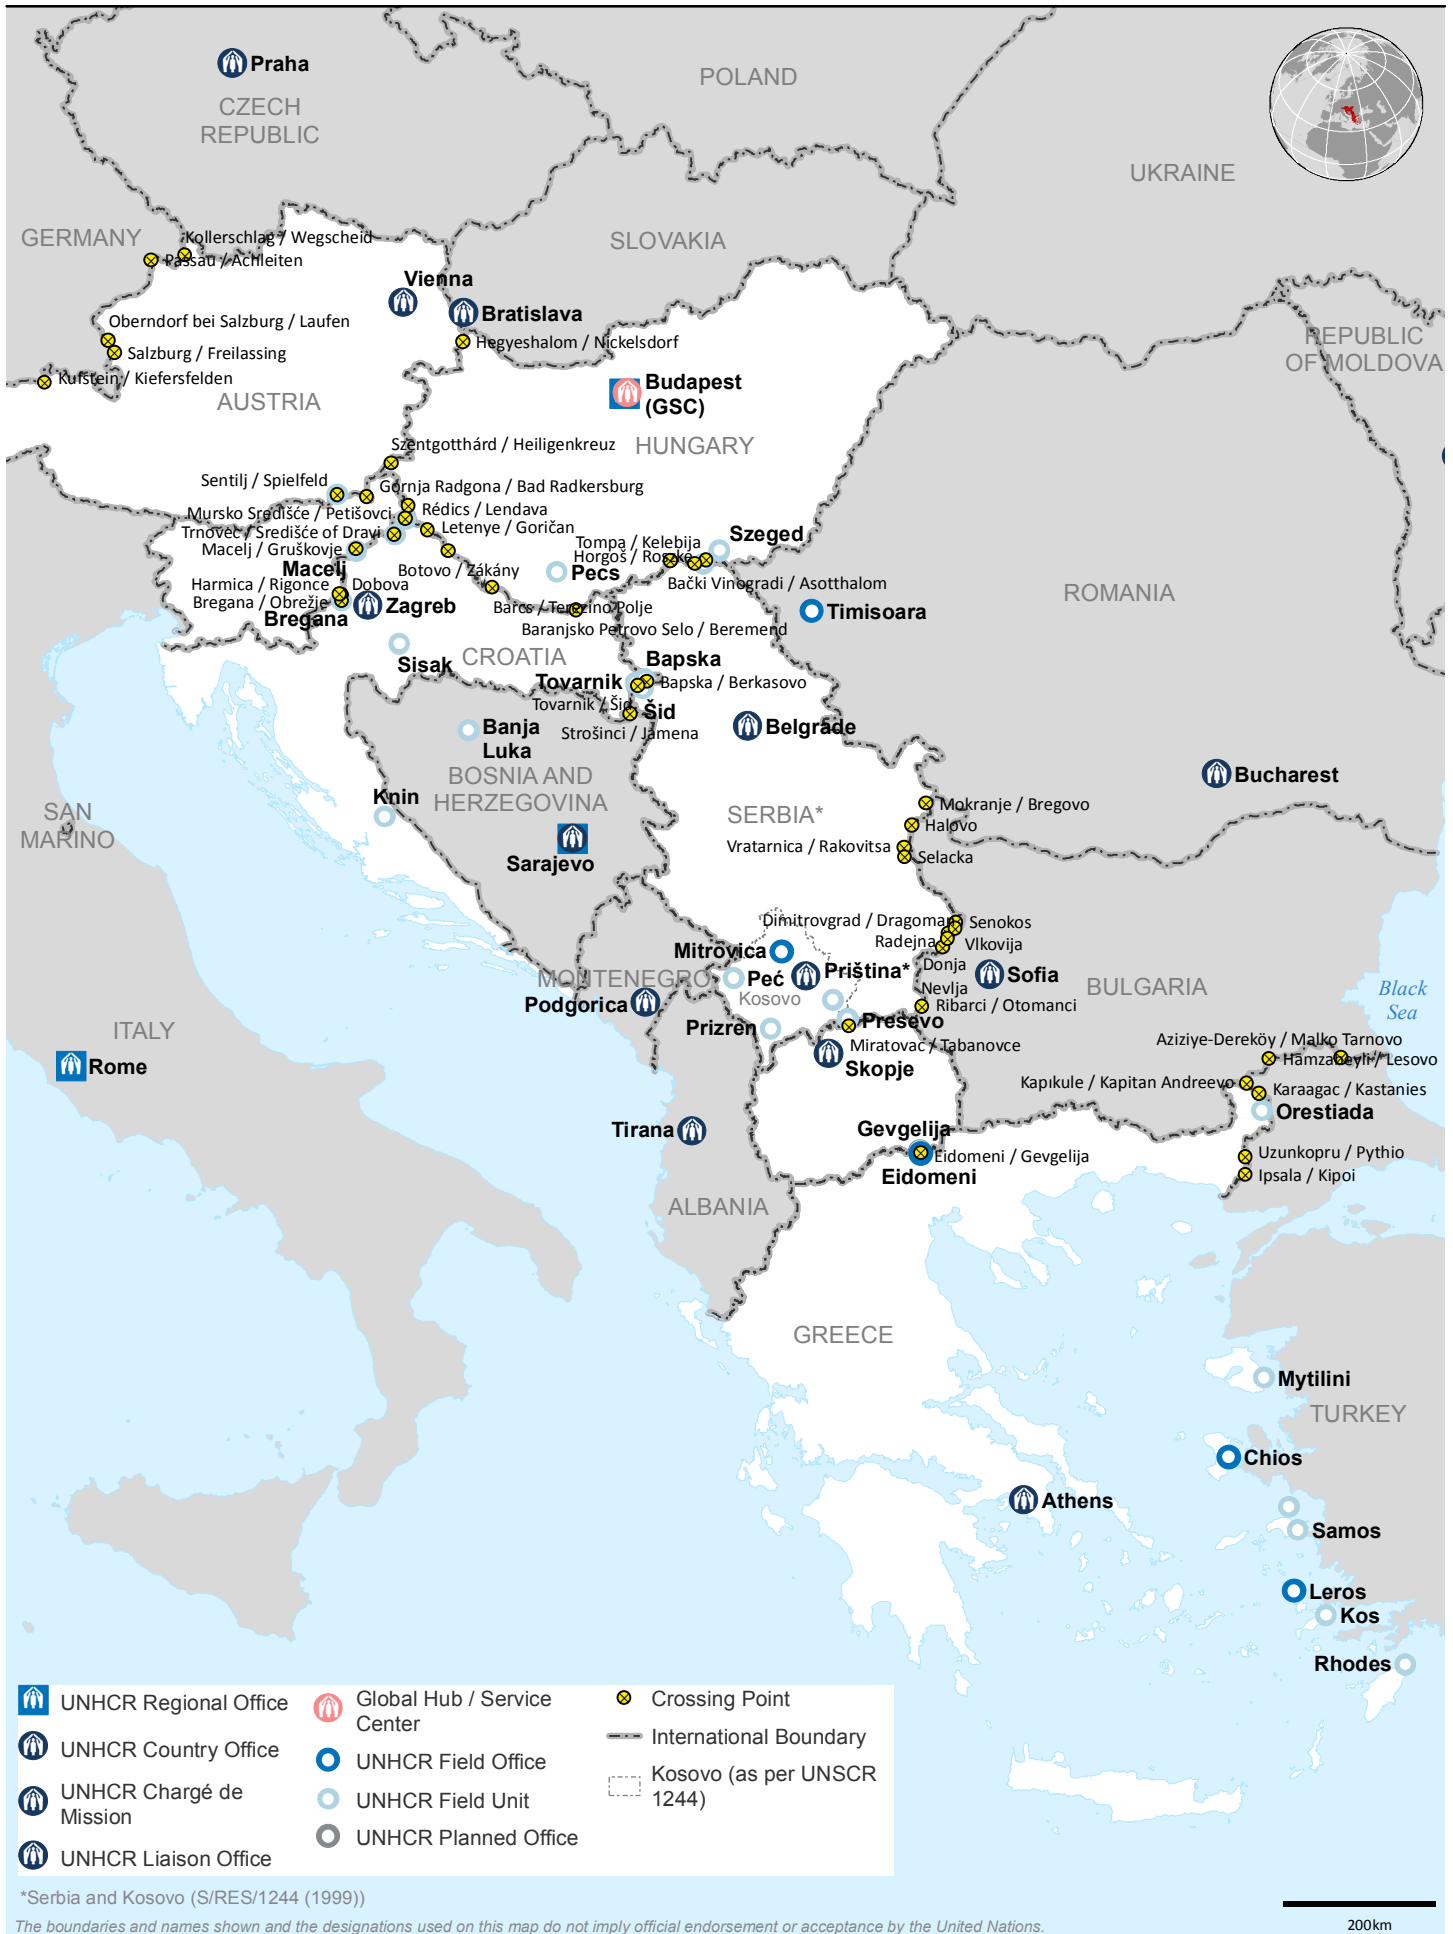 Praha
CZECH
REPUBLIC
POLAND
UKRAINE
GERMANY
Kollerschlag / Wegscheid
Passau / Achleiten
SLOVAKIA
Vienna
Bratislava
Oberndorf bei Salzburg / Laufen
Salzburg / Freilassing
Hegyeshalom / Nickelsdorf
REPUBLIC
OF MOLDOVA
Kufstein / Kiefersfelden
AUSTRIA
Budapest
(GSC)
HUNGARY
Szentgotthárd / Heiligenkreuz
Sentilj / Spielfeld
Gornja Radgona / Bad Radkersburg
Mursko Središće / Petišovci
Rédics / Lendava
Trnovec / Središće of Dravi
Letenye / Goričan
Macelj / Gruškovje
Macelj
Tompa / Kelebija
Szeged
Horgoš / Roszke
Botovo / Zákány
Pecs
Bački Vinogradi / Asotthalom
Harmica / Rigonce
Dobova
Bregana / Obrežje
Bregana
Zagreb
Barcs / Terezino Polje
Timisoara
ROMANIA
Baranjsko Petrovo Selo / Beremend
Sisak
CROATIA
Bapska
Tovarnik
Bapska / Berkasovo
Tovarnik / Šid
Šid
Strošinci / Jamena
Belgrade
Banja
Luka
BOSNIA AND
HERZEGOVINA
Bucharest
Knin
SAN
MARINO
SERBIA*
Mokranje / Bregovo
Halovo
Vratarnica / Rakovitsa
Selacka
Sarajevo
Dimitrovgrad / Dragoman
Senokos
Radejna
Vlkovija
Mitrovica
Donja
Nevlja
Sofia
Peć
Priština*
MONTENEGRO
Kosovo
BULGARIA
Black
Sea
Podgorica
Ribarci / Otomanci
ITALY
Prizren
Preševo
Miratovac / Tabanovce
Skopje
Aziziye-Dereköy / Malko Tarnovo
Hamzabeyli / Lesovo
Rome
Kapıkule / Kapitan Andreevo
Karaagac / Kastanies
Orestiada
Tirana
Gevgelija
Eidomeni / Gevgelija
Eidomeni
Uzunkopru / Pythio
Ipsala / Kipoi
ALBANIA
GREECE
Mytilini
TURKEY
Chios
Athens
Samos
Leros
Kos
Rhodes
UNHCR Regional Office
UNHCR Country Office
UNHCR Chargé de
Mission
UNHCR Liaison Office
Global Hub / Service
Center
UNHCR Field Office
UNHCR Field Unit
UNHCR Planned Office
Crossing Point
International Boundary
Kosovo (as per UNSCR
1244)
*Serbia and Kosovo (S/RES/1244 (1999))
The boundaries and names shown and the designations used on this map do not imply official endorsement or acceptance by the United Nations.
200km